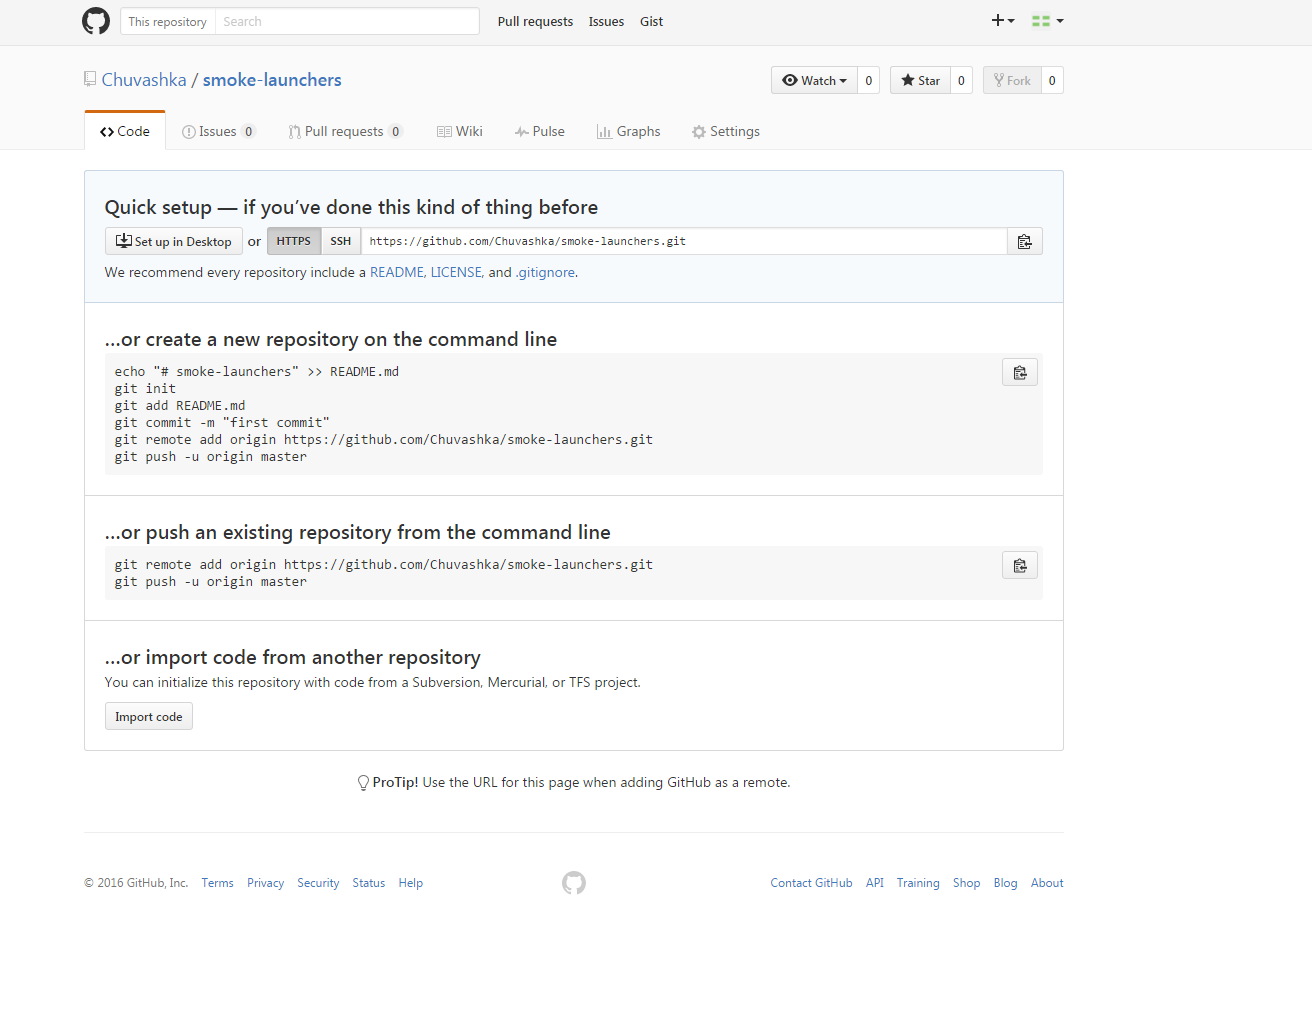 This repository Search Pull requests Issues Gist
Chuvashka / smoke-launchers Watch 0 Star 0 Fork 0
Code Issues 0 Pull requests 0 Wiki Pulse Graphs Settings
Quick setup — if you’ve done this kind of thing before
Set up in Desktop or HTTPS SSH https://github.com/Chuvashka/smoke-launchers.git
We recommend every repository include a README, LICENSE, and .gitignore.
…or create a new repository on the command line
echo "# smoke-launchers" >> README.md
git init
git add README.md
git commit -m "first commit"
git remote add origin https://github.com/Chuvashka/smoke-launchers.git
git push -u origin master
…or push an existing repository from the command line
git remote add origin https://github.com/Chuvashka/smoke-launchers.git
git push -u origin master
…or import code from another repository
You can initialize this repository with code from a Subversion, Mercurial, or TFS project.
Import code
ProTip! Use the URL for this page when adding GitHub as a remote.
© 2016 GitHub, Inc. Terms Privacy Security Status Help Contact GitHub API Training Shop Blog About